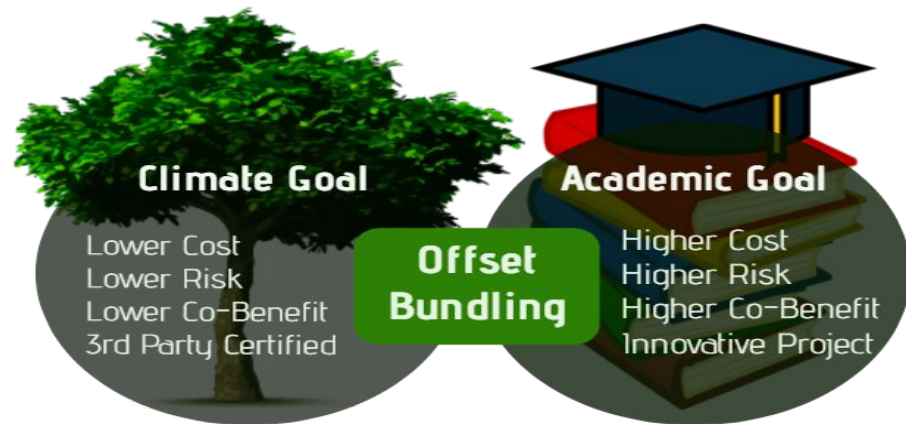 Climate Goal
Lower Cost
Lower Risk
Lower Co-Benefit
3rd Party Certified
Offset
Bundling
Academic Goal
Higher Cost
Higher Risk
Higher Co-Benefit
Innovative Project